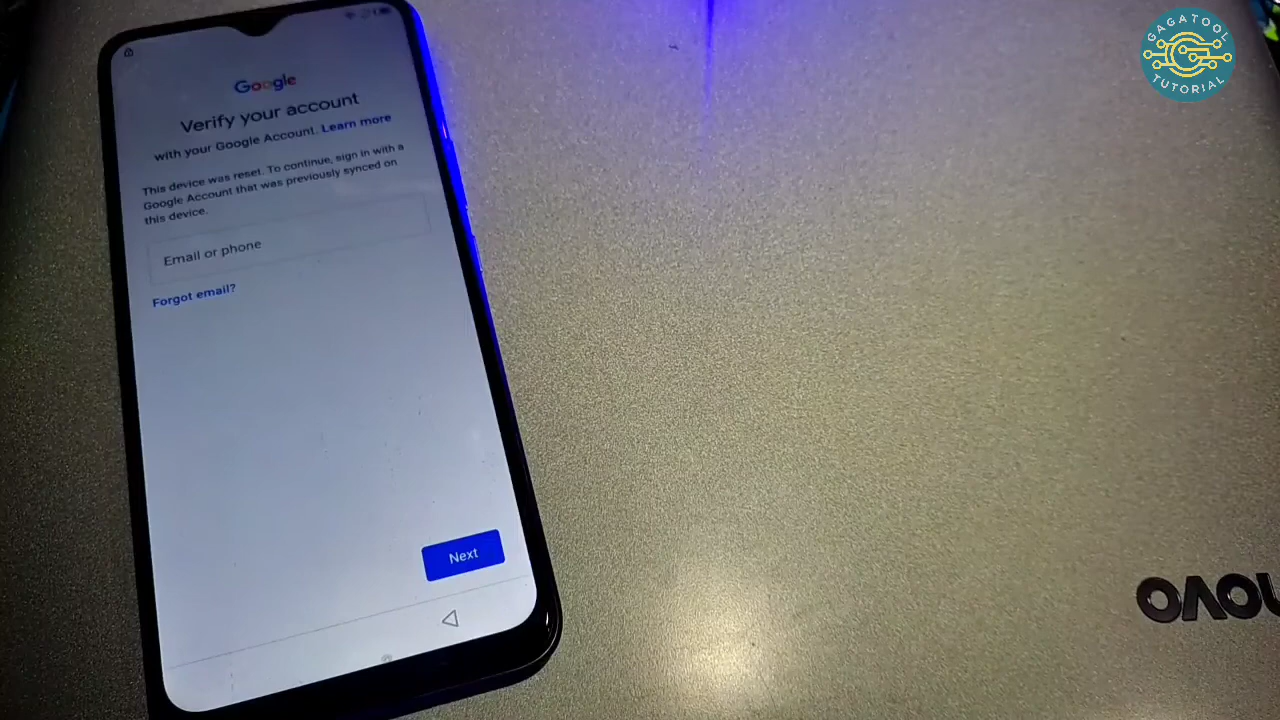 GAGATOOL
TUTORIAL
Google
Verify your account
with your Google Account. Learn more
This device was reset. To continue, sign in with a
Google Account that was previously synced on
this device.
Email or phone
Forgot email?
Next